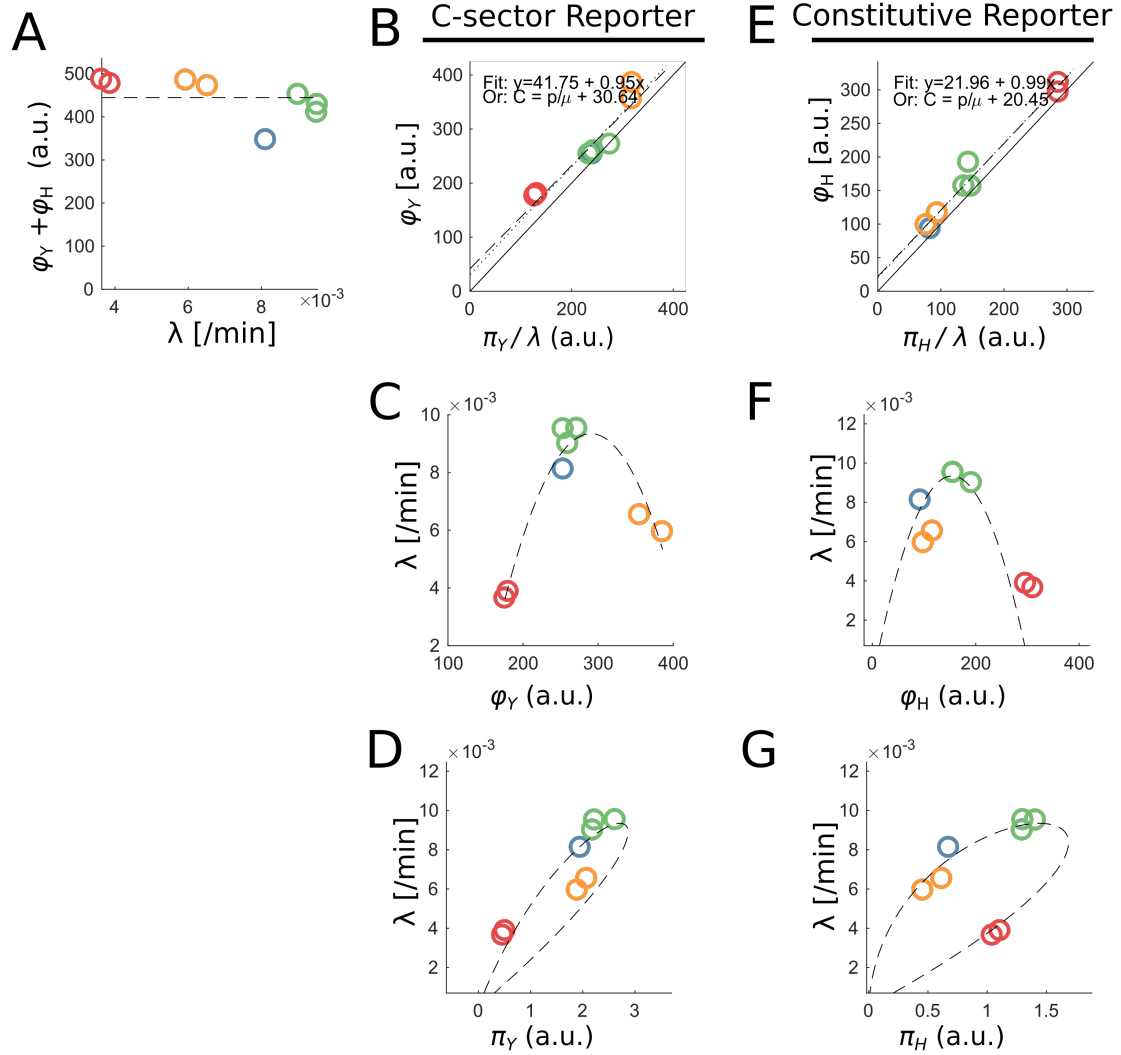 C-sector Reporter
Constitutive Reporter
A
500
400
300
200
100
0
φY +φH (a.u.)
4
6
8
×10⁻³
λ [/min]
B
Fit: y=41.75 + 0.95x
Or: C = p/μ + 30.64
400
300
200
100
0
φY [a.u.]
0
200
400
πY / λ (a.u.)
E
Fit: y=21.96 + 0.99x
Or: C = p/μ + 20.45
300
250
200
150
100
50
0
φH [a.u.]
0
100
200
300
πH / λ (a.u.)
C
×10⁻³
10
8
6
4
2
λ [/min]
100
200
300
400
φY (a.u.)
F
×10⁻³
12
10
8
6
4
2
λ [/min]
0
200
400
φH (a.u.)
D
×10⁻³
12
10
8
6
4
2
λ [/min]
0
1
2
3
πY (a.u.)
G
×10⁻³
12
10
8
6
4
2
λ [/min]
0
0.5
1
1.5
πH (a.u.)